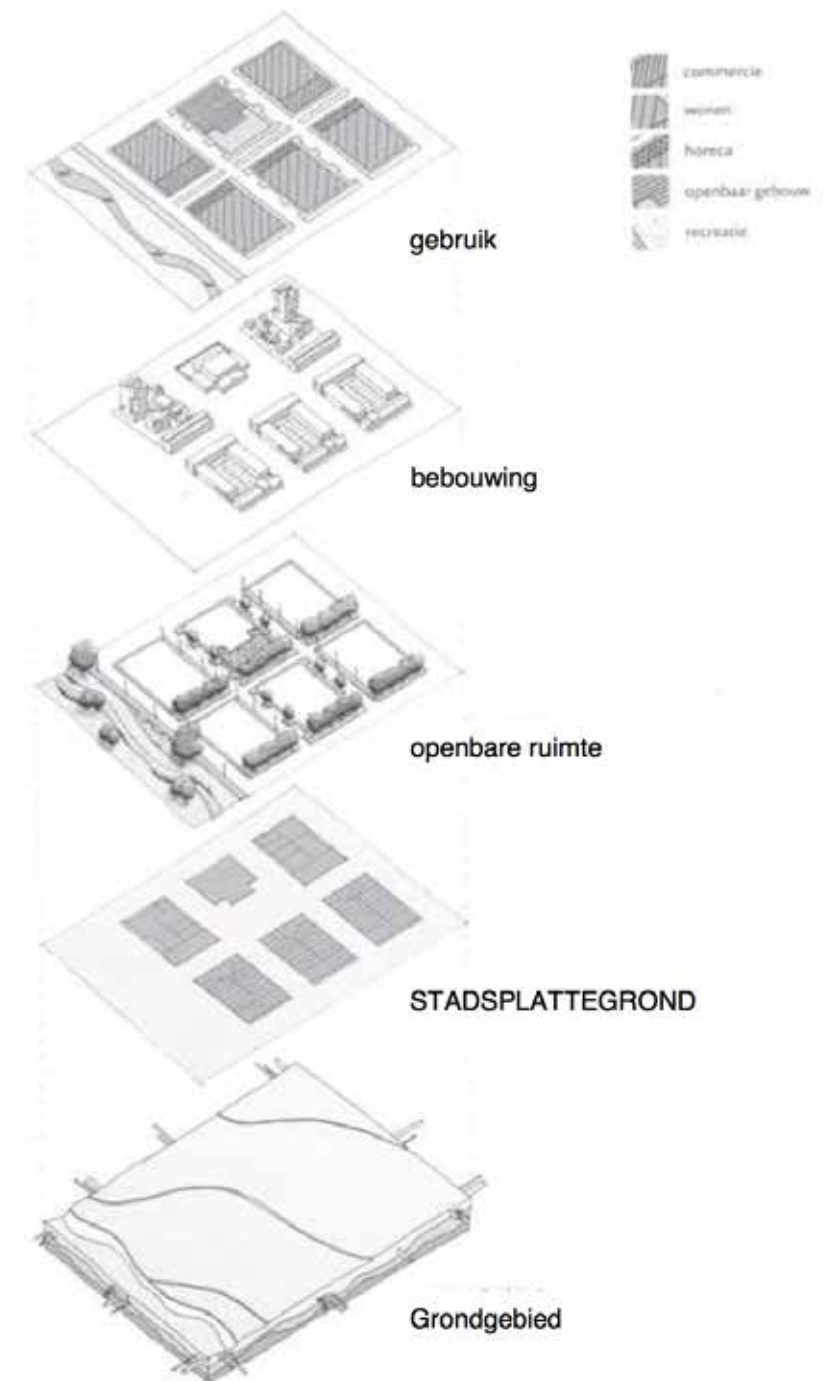 commercie
wonen
horeca
openbaar gebouw
recreatie
gebruik
bebouwing
openbare ruimte
STADSPLATTEGROND
Grondgebied